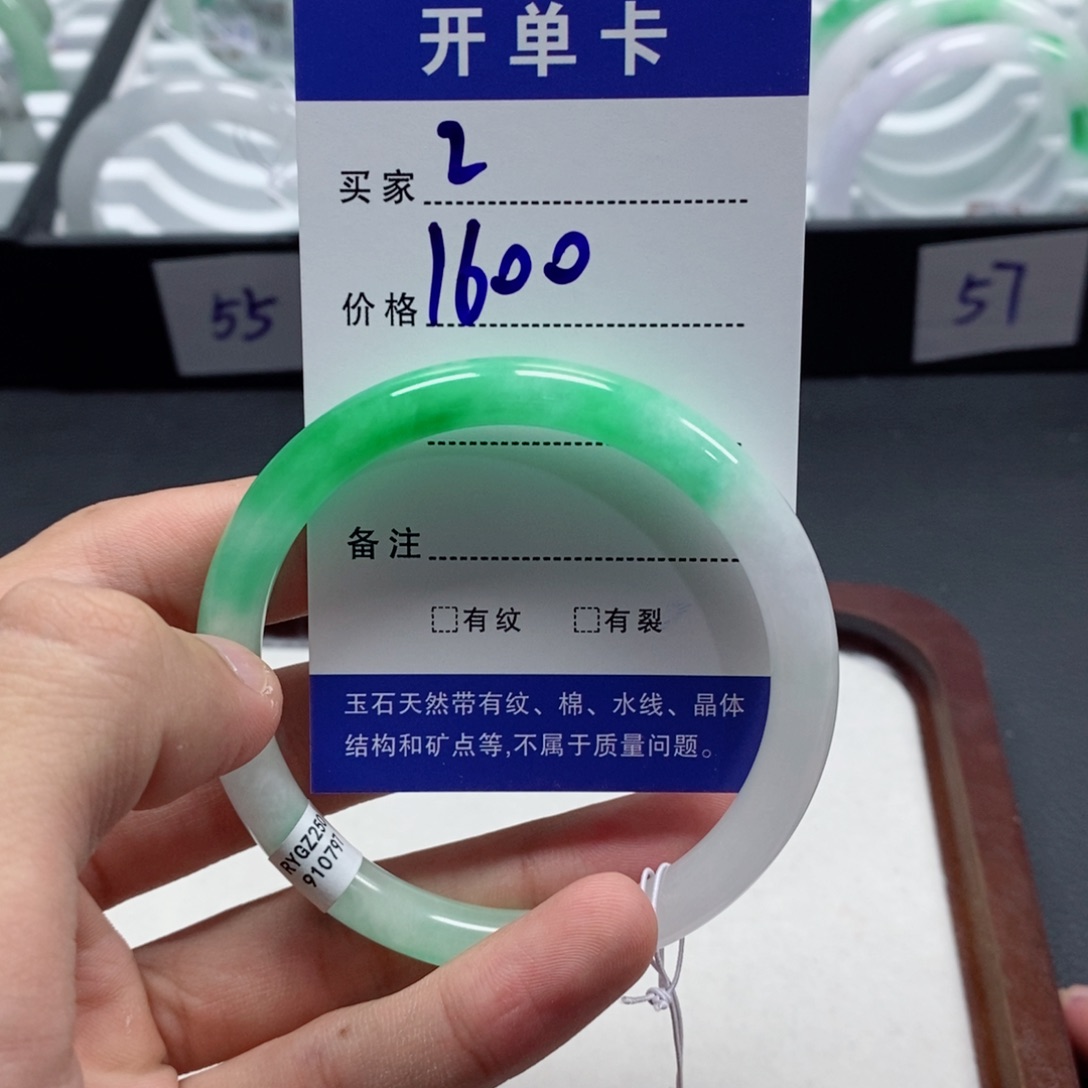 开单卡
买家 2
价格 1600
55
57
备注
有纹 有裂
玉石天然带有纹、棉、水线、晶体
结构和矿点等,不属于质量问题。
RYGZ250
910797